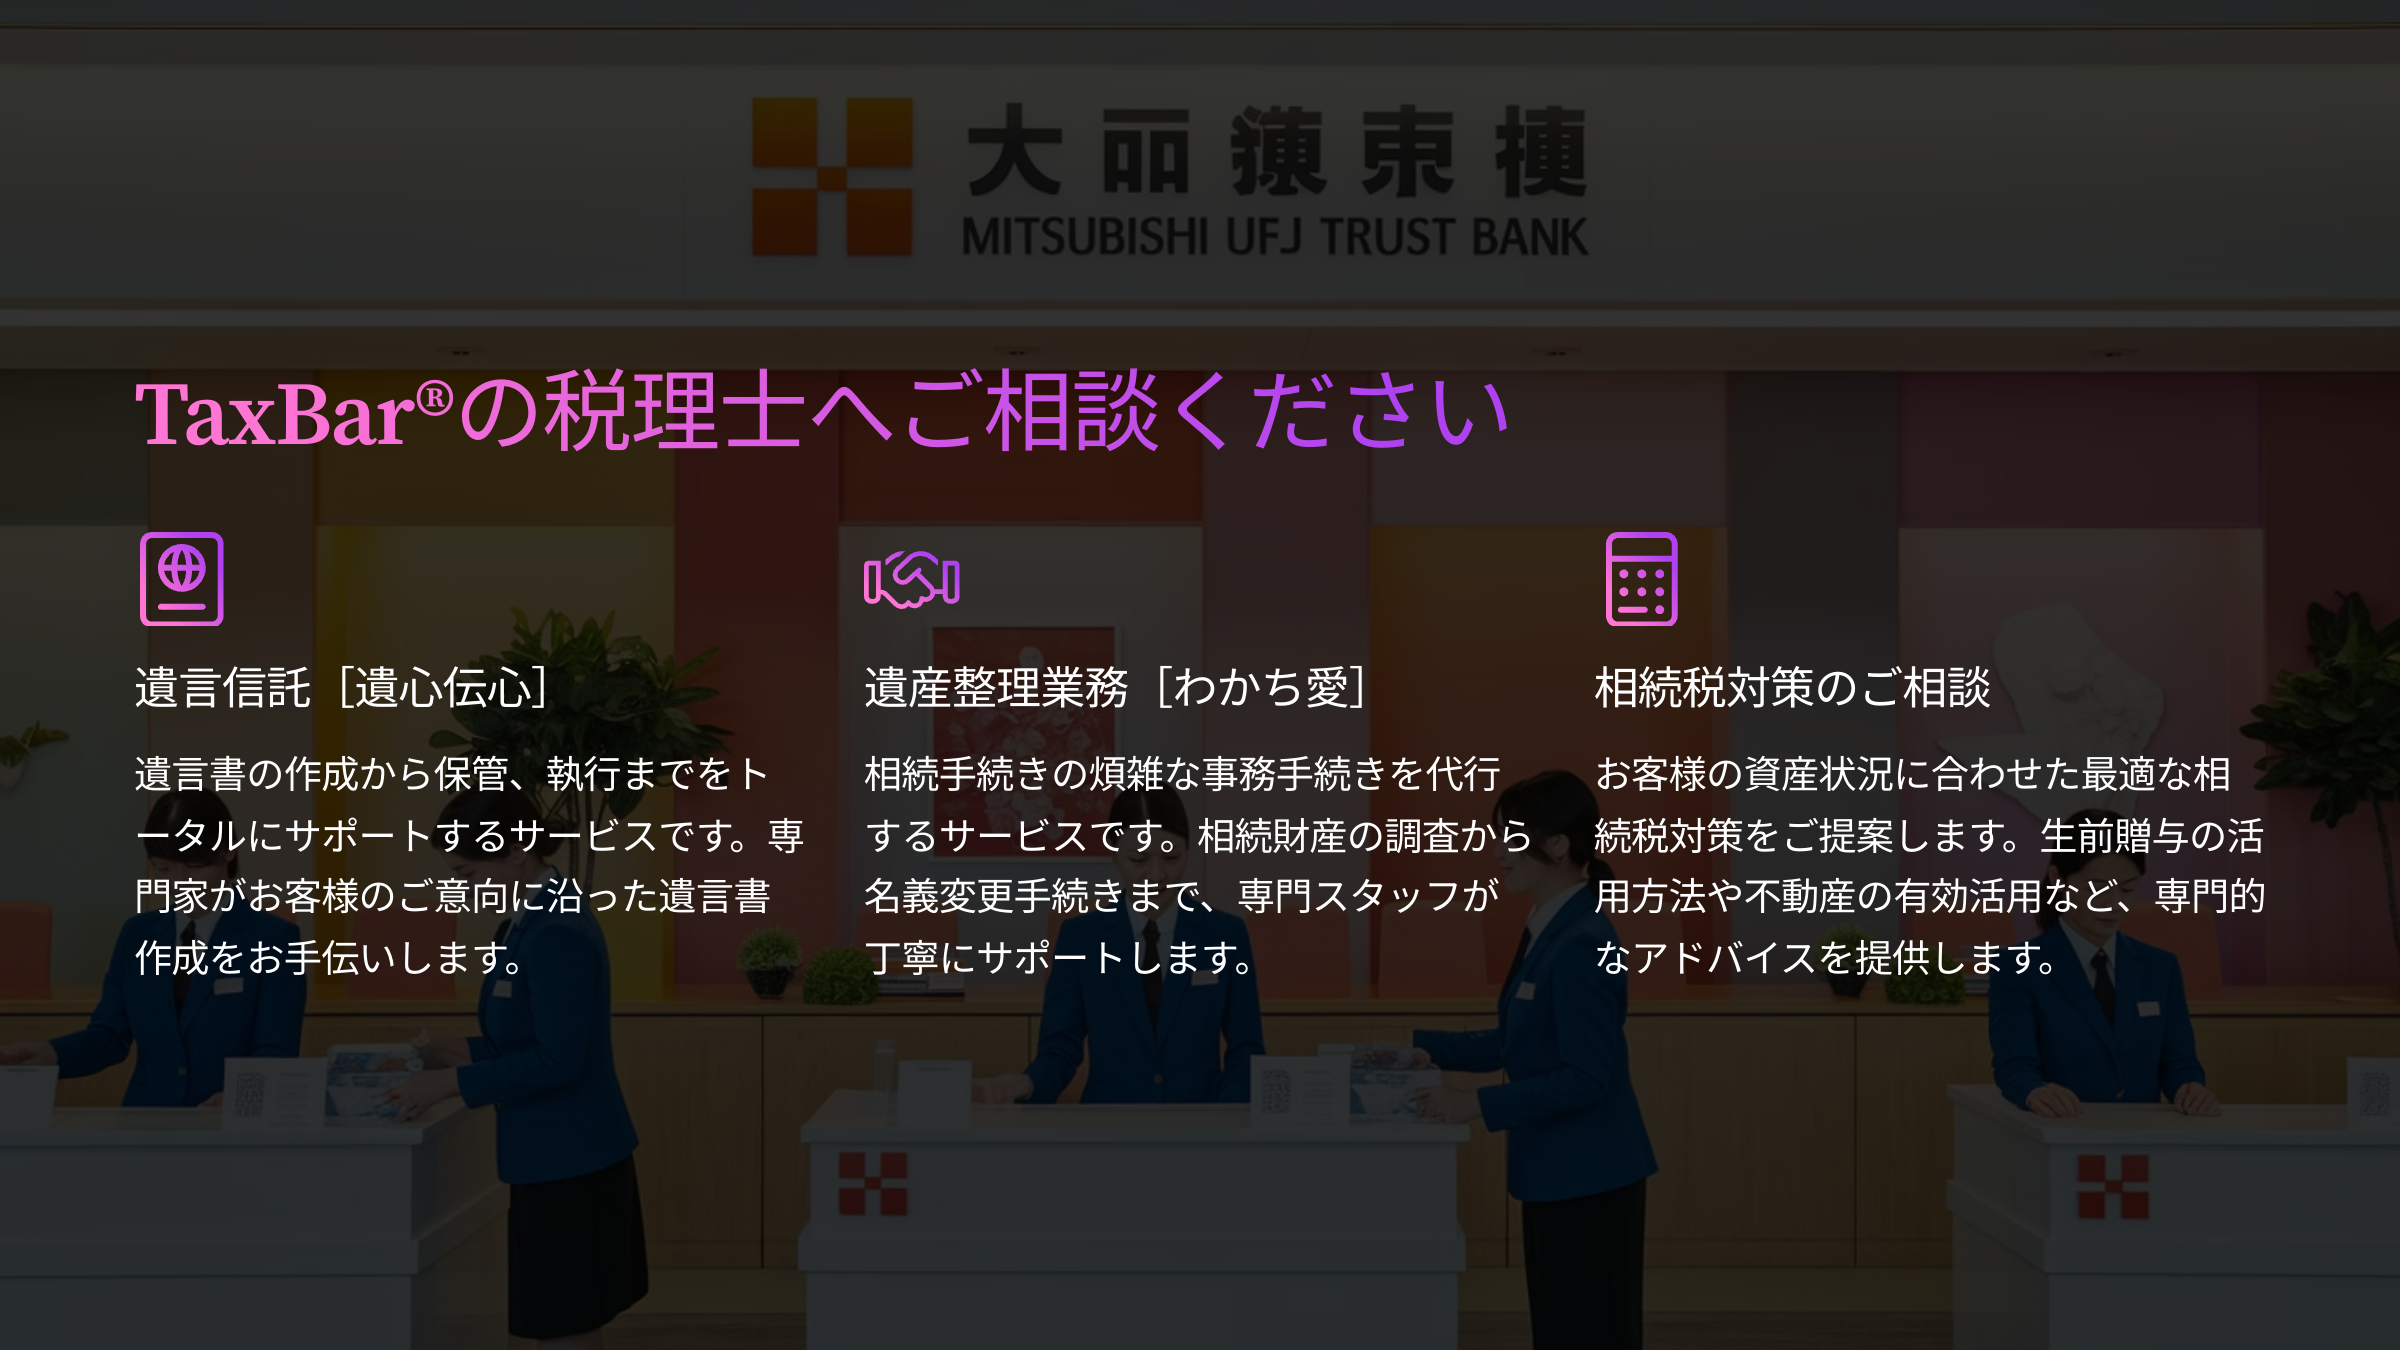 MITSUBISHI UFJ TRUST BANK
TaxBar®の税理士へご相談ください
遺言信託［遺心伝心］
遺言書の作成から保管、執行までをト
ータルにサポートするサービスです。専
門家がお客様のご意向に沿った遺言書
作成をお手伝いします。
遺産整理業務［わかち愛］
相続手続きの煩雑な事務手続きを代行
するサービスです。相続財産の調査から
名義変更手続きまで、専門スタッフが
丁寧にサポートします。
相続税対策のご相談
お客様の資産状況に合わせた最適な相
続税対策をご提案します。生前贈与の活
用方法や不動産の有効活用など、専門的
なアドバイスを提供します。